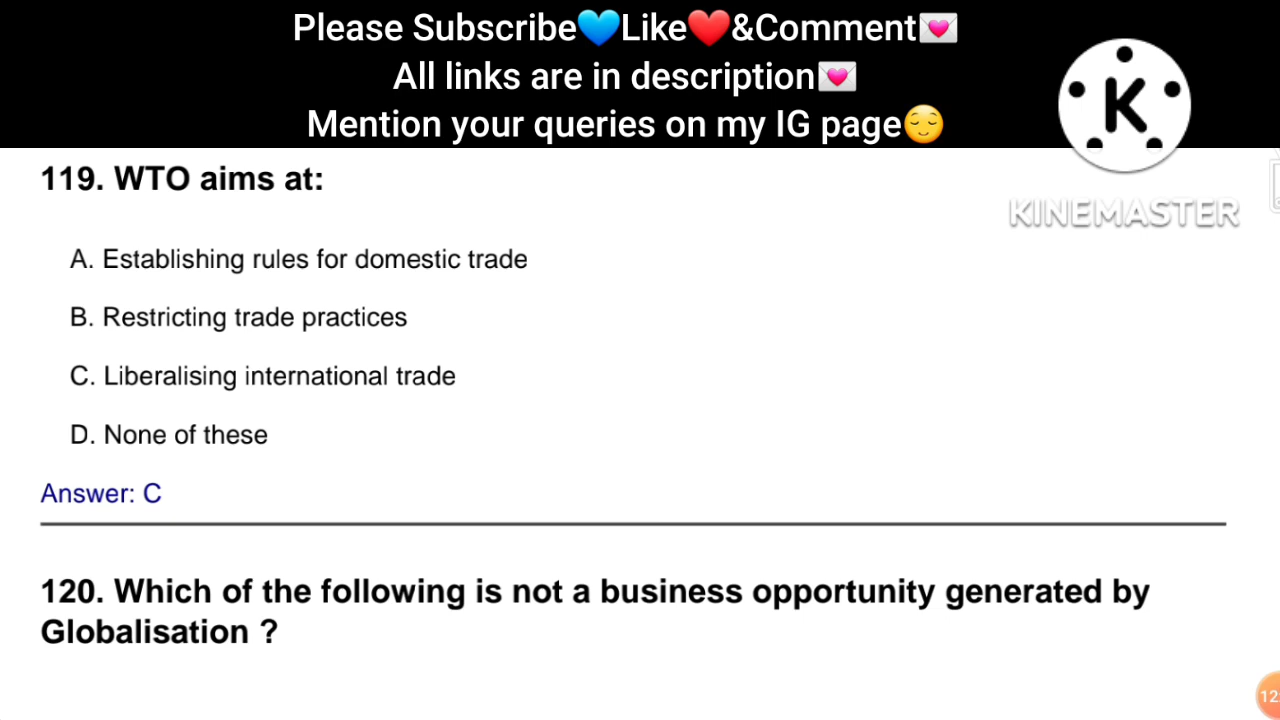 Please Subscribe💙Like❤️&Comment💌
All links are in description💌
Mention your queries on my IG page😌
K
KINEMASTER
119. WTO aims at:
A. Establishing rules for domestic trade
B. Restricting trade practices
C. Liberalising international trade
D. None of these
Answer: C
120. Which of the following is not a business opportunity generated by
Globalisation ?